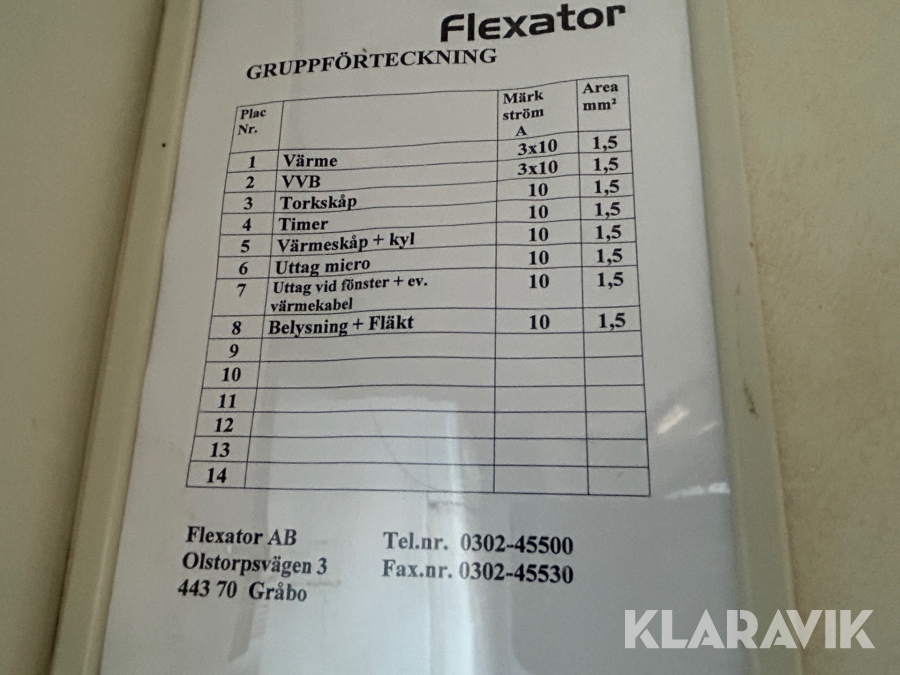 Flexator
GRUPPFÖRTECKNING
Plac Nr. Märk ström A Area mm²
1 Värme 3x10 1,5
2 VVB 3x10 1,5
3 Torkskåp 10 1,5
4 Timer 10 1,5
5 Värmeskåp + kyl 10 1,5
6 Uttag micro 10 1,5
7 Uttag vid fönster + ev. 10 1,5
värmekabel
8 Belysning + Fläkt 10 1,5
9
10
11
12
13
14
Flexator AB Tel.nr. 0302-45500
Olstorpsvägen 3 Fax.nr. 0302-45530
443 70 Gråbo
KLARAVIK